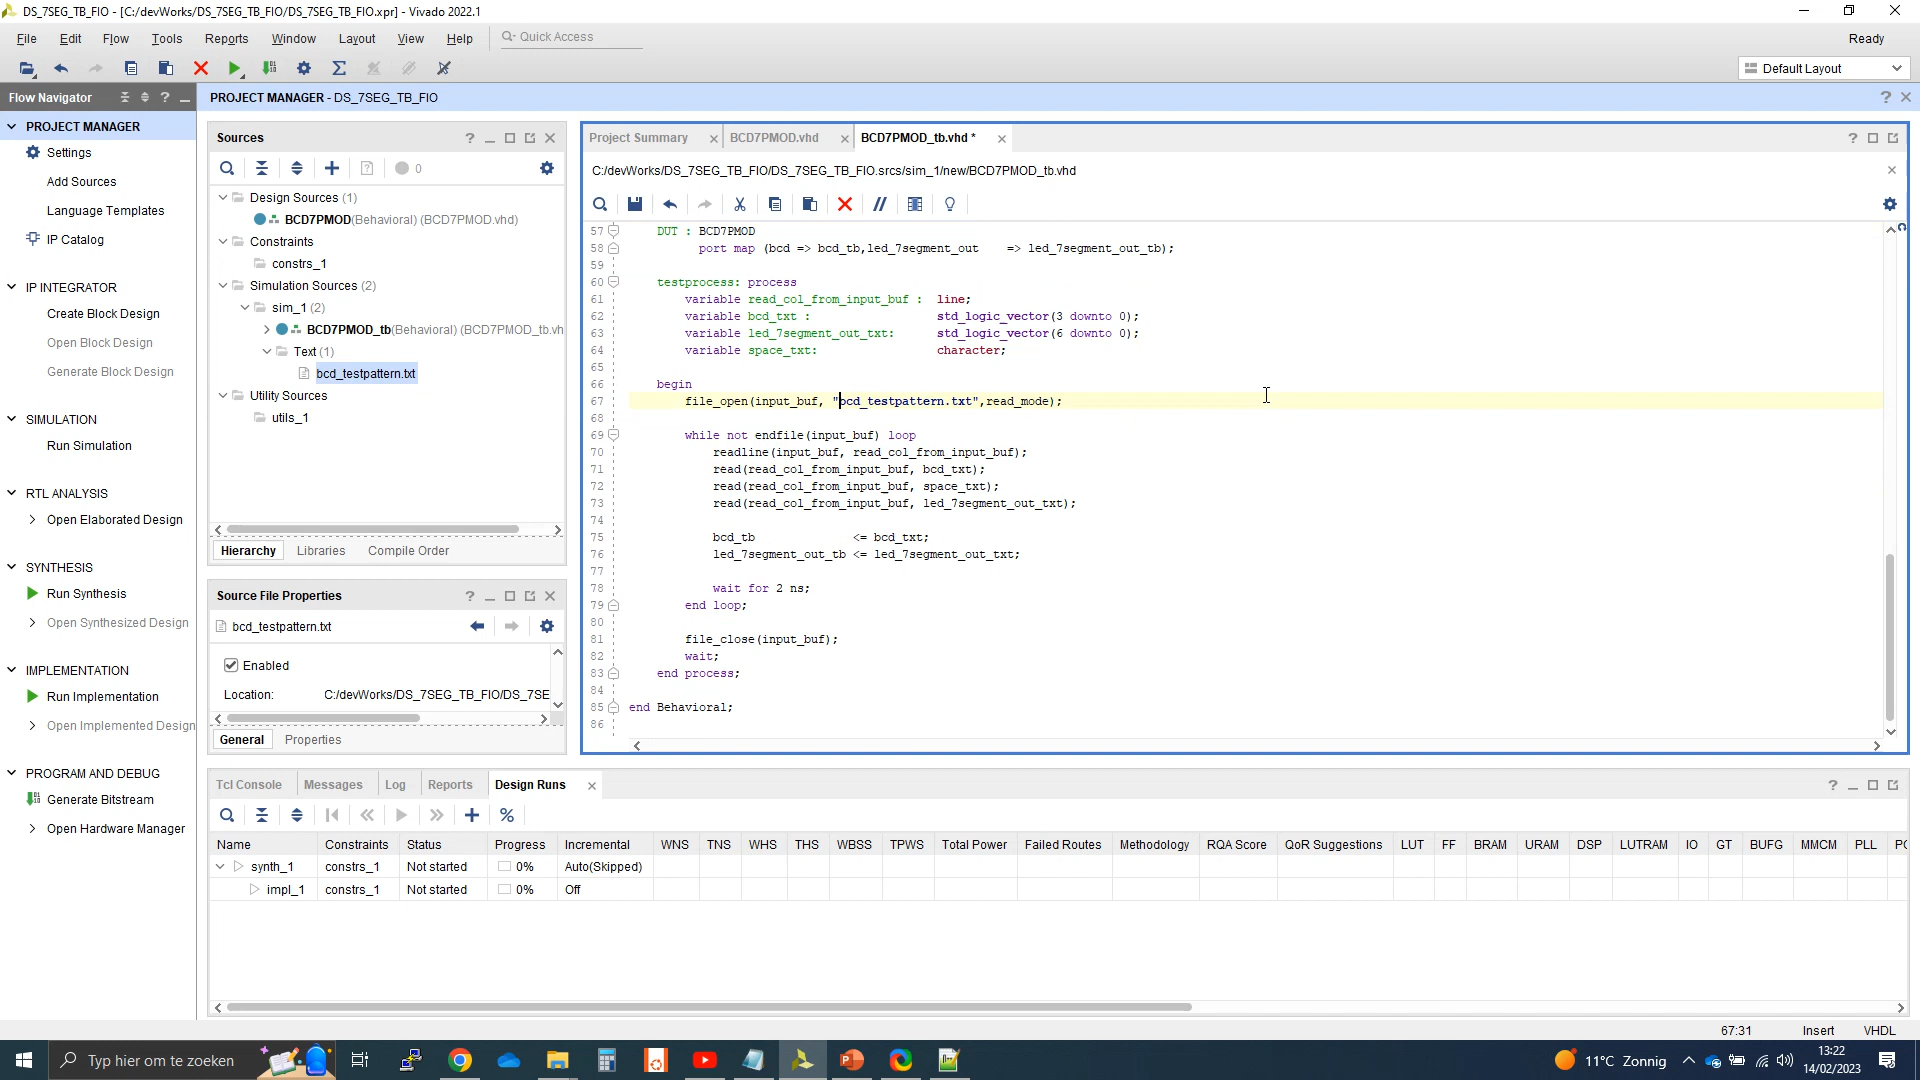 DS_7SEG_TB_FIO - [C:/devWorks/DS_7SEG_TB_FIO/DS_7SEG_TB_FIO.xpr] - Vivado 2022.1
File Edit Flow Tools Reports Window Layout View Help Quick Access Ready
Default Layout
Flow Navigator
PROJECT MANAGER - DS_7SEG_TB_FIO
PROJECT MANAGER
Settings
Add Sources
Language Templates
IP Catalog
IP INTEGRATOR
Create Block Design
Open Block Design
Generate Block Design
SIMULATION
Run Simulation
RTL ANALYSIS
Open Elaborated Design
SYNTHESIS
Run Synthesis
Open Synthesized Design
IMPLEMENTATION
Run Implementation
Open Implemented Design
PROGRAM AND DEBUG
Generate Bitstream
Open Hardware Manager
Sources
0
Design Sources (1)
BCD7PMOD(Behavioral) (BCD7PMOD.vhd)
Constraints
constrs_1
Simulation Sources (2)
sim_1 (2)
BCD7PMOD_tb(Behavioral) (BCD7PMOD_tb.vh
Text (1)
bcd_testpattern.txt
Utility Sources
utils_1
Hierarchy Libraries Compile Order
Source File Properties
bcd_testpattern.txt
Enabled
Location: C:/devWorks/DS_7SEG_TB_FIO/DS_7SE
General Properties
Project Summary BCD7PMOD.vhd BCD7PMOD_tb.vhd *
C:/devWorks/DS_7SEG_TB_FIO/DS_7SEG_TB_FIO.srcs/sim_1/new/BCD7PMOD_tb.vhd
57 DUT : BCD7PMOD
58 port map (bcd => bcd_tb,led_7segment_out => led_7segment_out_tb);
59
60 testprocess: process
61 variable read_col_from_input_buf : line;
62 variable bcd_txt : std_logic_vector(3 downto 0);
63 variable led_7segment_out_txt: std_logic_vector(6 downto 0);
64 variable space_txt: character;
65
66 begin
67 file_open(input_buf, "bcd_testpattern.txt",read_mode);
68
69 while not endfile(input_buf) loop
70 readline(input_buf, read_col_from_input_buf);
71 read(read_col_from_input_buf, bcd_txt);
72 read(read_col_from_input_buf, space_txt);
73 read(read_col_from_input_buf, led_7segment_out_txt);
74
75 bcd_tb <= bcd_txt;
76 led_7segment_out_tb <= led_7segment_out_txt;
77
78 wait for 2 ns;
79 end loop;
80
81 file_close(input_buf);
82 wait;
83 end process;
84
85 end Behavioral;
86
Tcl Console Messages Log Reports Design Runs
Name Constraints Status Progress Incremental WNS TNS WHS THS WBSS TPWS Total Power Failed Routes Methodology RQA Score QoR Suggestions LUT FF BRAM URAM DSP LUTRAM IO GT BUFG MMCM PLL PC
synth_1 constrs_1 Not started 0% Auto(Skipped)
impl_1 constrs_1 Not started 0% Off
67:31 Insert VHDL
Typ hier om te zoeken
11°C Zonnig
13:22
14/02/2023